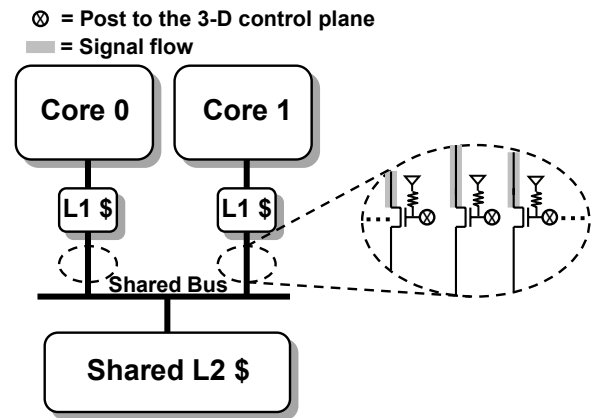 ⊗ = Post to the 3-D control plane
= Signal flow
Core 0
Core 1
L1 $
L1 $
Shared Bus
Shared L2 $